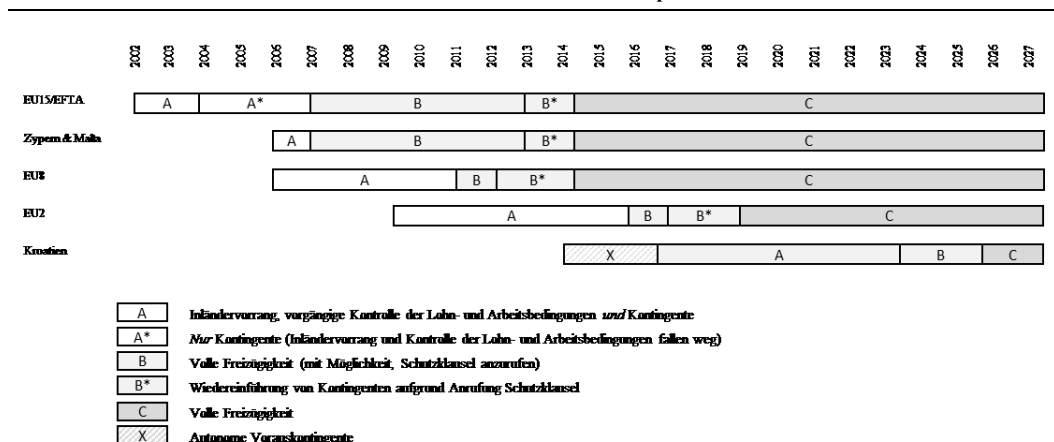 2002 2003 2004 2005 2006 2007 2008 2009 2010 2011 2012 2013 2014 2015 2016 2017 2018 2019 2020 2021 2022 2023 2024 2025 2026 2027
EU15/EFTA A A* B B* C
Zypern & Malta A B B* C
EU8 A B B* C
EU2 A B B* C
Kroatien X A B C
A Inländervorrang, vorgängige Kontrolle der Lohn- und Arbeitsbedingungen und Kontingente
A* Nur Kontingente (Inländervorrang und Kontrolle der Lohn- und Arbeitsbedingungen fallen weg)
B Volle Freizügigkeit (mit Möglichkeit, Schutzklausel anzurufen)
B* Wiedereinführung von Kontingenten aufgrund Anrufung Schutzklausel
C Volle Freizügigkeit
X Autonome Vorauskontingente